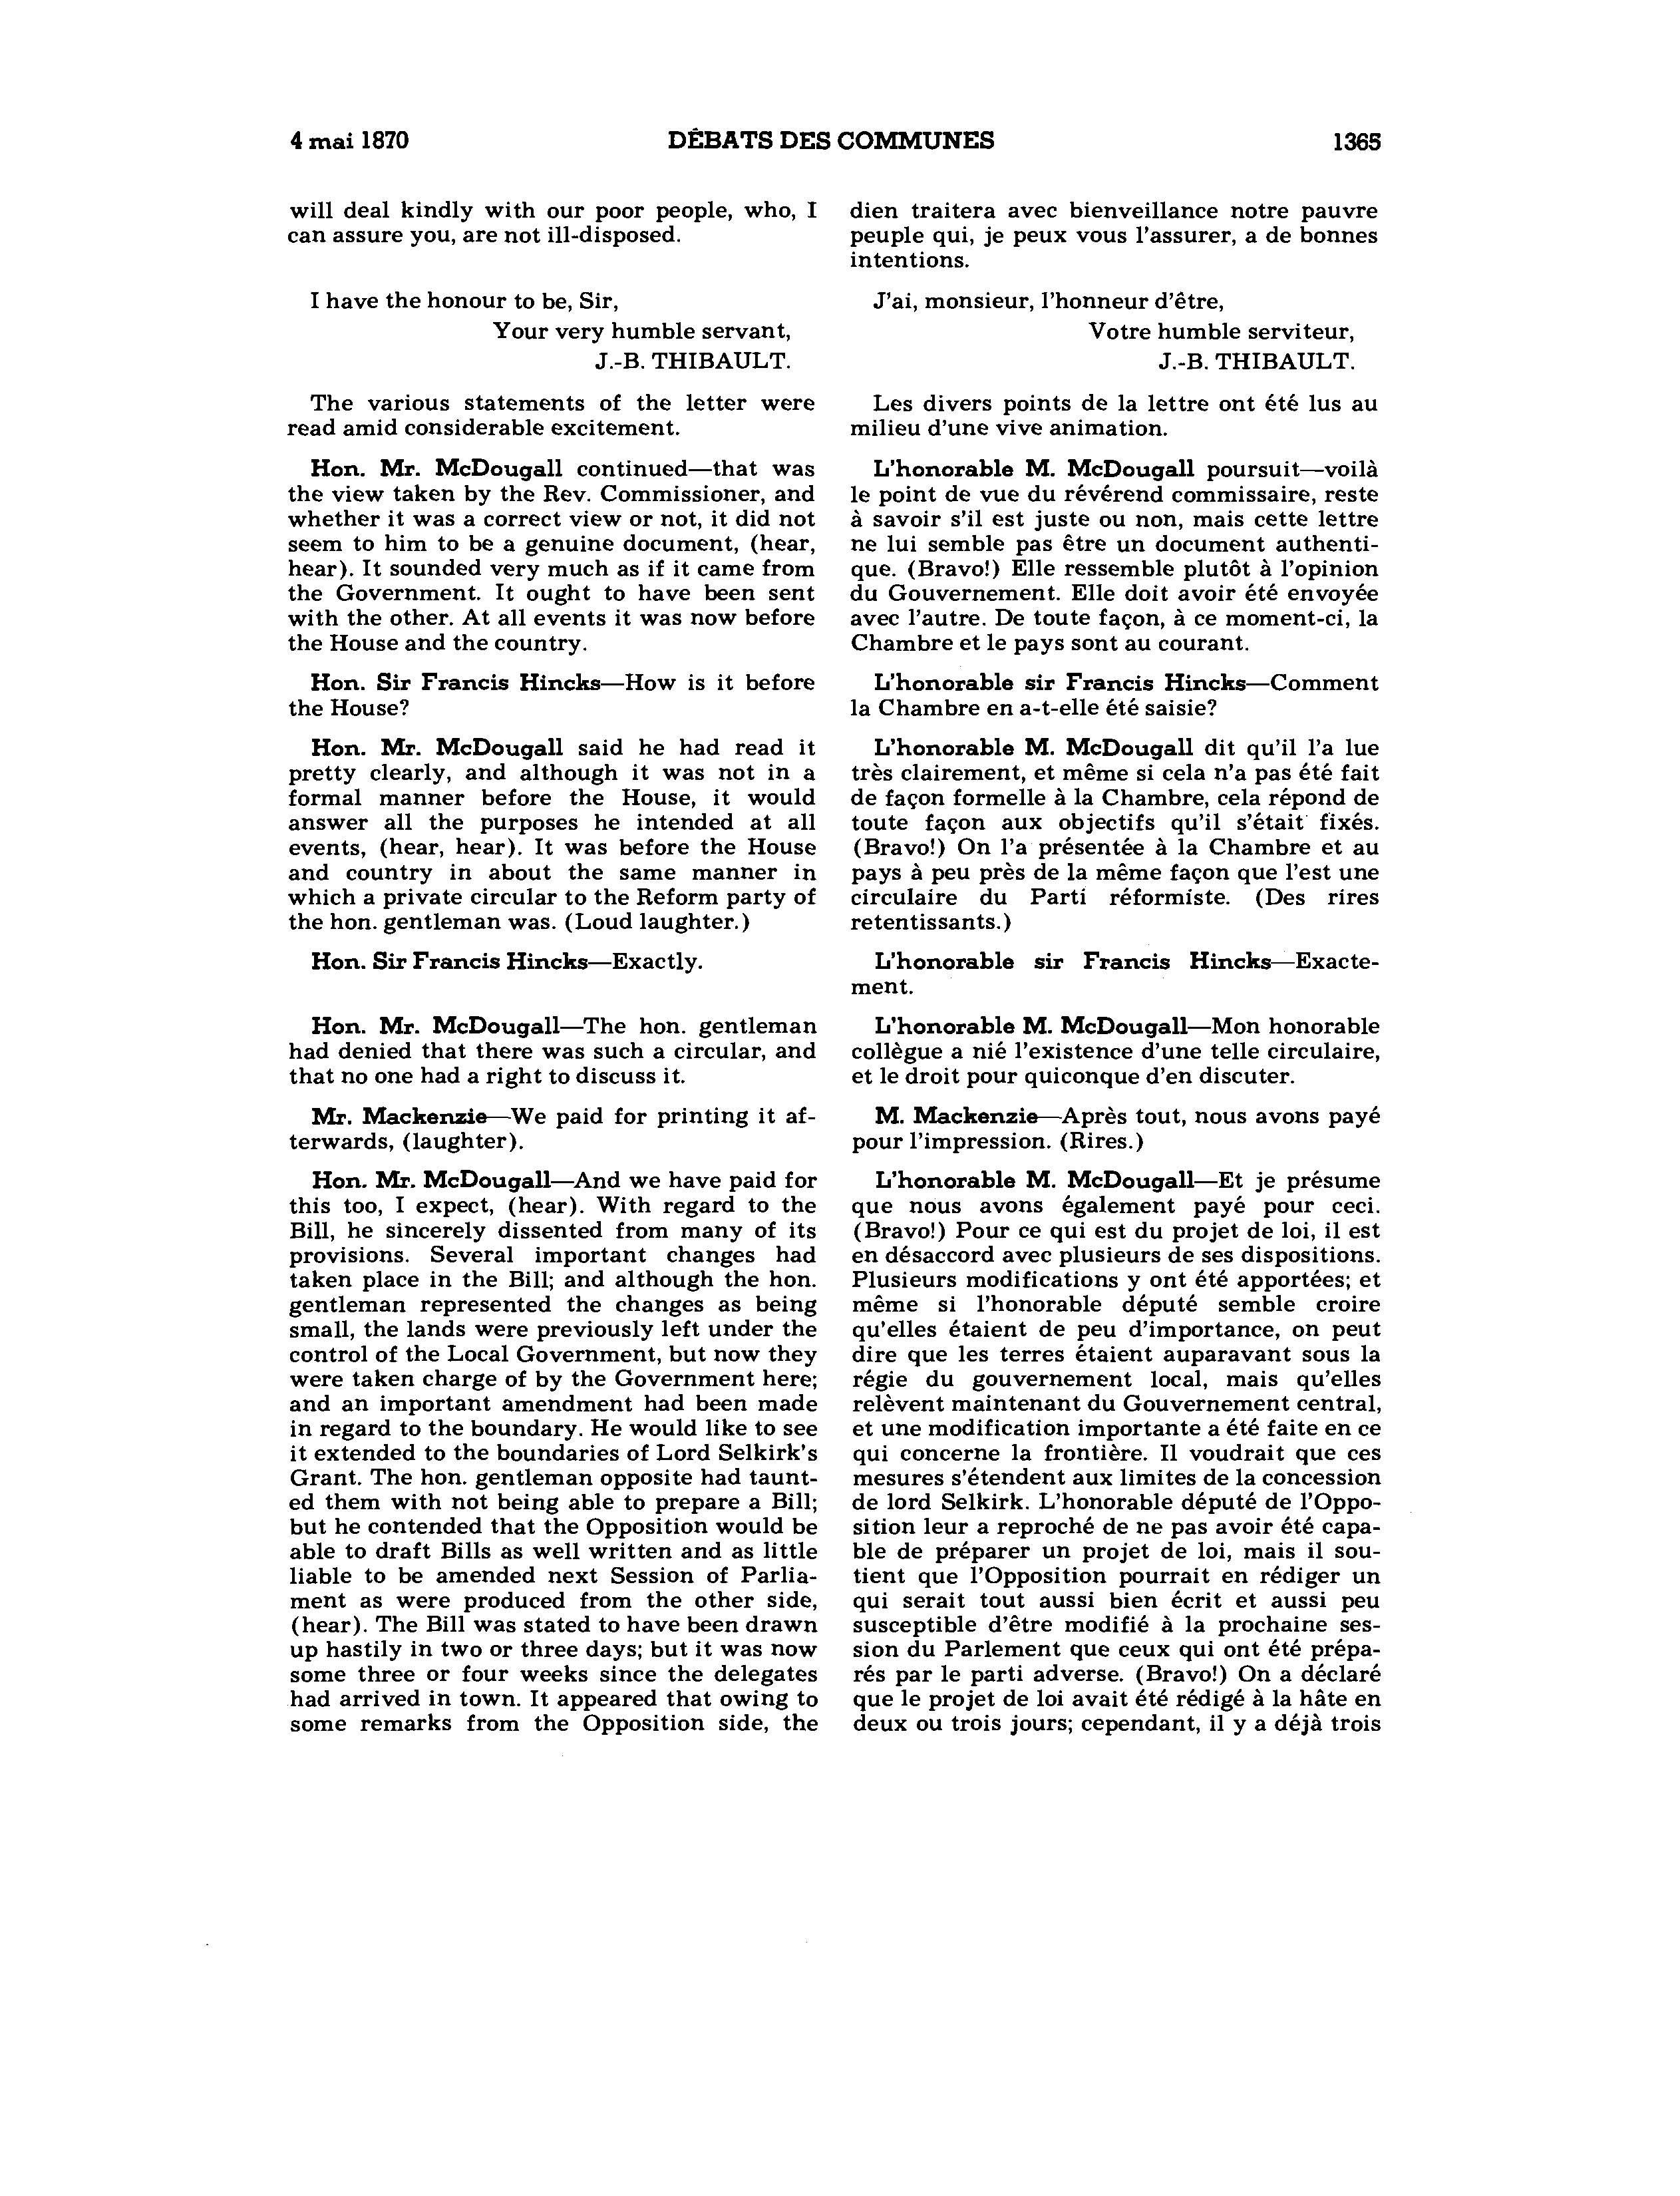 4 mai 1870
DÉBATS DES COMMUNES
1365
will deal kindly with our poor people, who, I
can assure you, are not ill-disposed.
I have the honour to be, Sir,
Your very humble servant,
J.-B. THIBAULT.
The various statements of the letter were
read amid considerable excitement.
Hon. Mr. McDougall continued—that was
the view taken by the Rev. Commissioner, and
whether it was a correct view or not, it did not
seem to him to be a genuine document, (hear,
hear). It sounded very much as if it came from
the Government. It ought to have been sent
with the other. At all events it was now before
the House and the country.
Hon. Sir Francis Hincks—How is it before
the House?
Hon. Mr. McDougall said he had read it
pretty clearly, and although it was not in a
formal manner before the House, it would
answer all the purposes he intended at all
events, (hear, hear). It was before the House
and country in about the same manner in
which a private circular to the Reform party of
the hon. gentleman was. (Loud laughter.)
Hon. Sir Francis Hincks—Exactly.
Hon. Mr. McDougall—The hon. gentleman
had denied that there was such a circular, and
that no one had a right to discuss it.
Mr. Mackenzie—We paid for printing it af-
terwards, (laughter).
Hon. Mr. McDougall—And we have paid for
this too, I expect, (hear). With regard to the
Bill, he sincerely dissented from many of its
provisions. Several important changes had
taken place in the Bill; and although the hon.
gentleman represented the changes as being
small, the lands were previously left under the
control of the Local Government, but now they
were taken charge of by the Government here;
and an important amendment had been made
in regard to the boundary. He would like to see
it extended to the boundaries of Lord Selkirk's
Grant. The hon. gentleman opposite had taunt-
ed them with not being able to prepare a Bill;
but he contended that the Opposition would be
able to draft Bills as well written and as little
liable to be amended next Session of Parlia-
ment as were produced from the other side,
(hear). The Bill was stated to have been drawn
up hastily in two or three days; but it was now
some three or four weeks since the delegates
had arrived in town. It appeared that owing to
some remarks from the Opposition side, the
dien traitera avec bienveillance notre pauvre
peuple qui, je peux vous l'assurer, a de bonnes
intentions.
J'ai, monsieur, l'honneur d'être,
Votre humble serviteur,
J.-B. THIBAULT.
Les divers points de la lettre ont été lus au
milieu d'une vive animation.
L'honorable M. McDougall poursuit—voilà
le point de vue du révérend commissaire, reste
à savoir s'il est juste ou non, mais cette lettre
ne lui semble pas être un document authenti-
que. (Bravo!) Elle ressemble plutôt à l'opinion
du Gouvernement. Elle doit avoir été envoyée
avec l'autre. De toute façon, à ce moment-ci, la
Chambre et le pays sont au courant.
L'honorable sir Francis Hincks—Comment
la Chambre en a-t-elle été saisie?
L'honorable M. McDougall dit qu'il l'a lue
très clairement, et même si cela n'a pas été fait
de façon formelle à la Chambre, cela répond de
toute façon aux objectifs qu'il s'était fixés.
(Bravo!) On l'a présentée à la Chambre et au
pays à peu près de la même façon que l'est une
circulaire du Parti réformiste. (Des rires
retentissants.)
L'honorable sir Francis Hincks—Exacte-
ment.
L'honorable M. McDougall—Mon honorable
collègue a nié l'existence d'une telle circulaire,
et le droit pour quiconque d'en discuter.
M. Mackenzie—Après tout, nous avons payé
pour l'impression. (Rires.)
L'honorable M. McDougall—Et je présume
que nous avons également payé pour ceci.
(Bravo!) Pour ce qui est du projet de loi, il est
en désaccord avec plusieurs de ses dispositions.
Plusieurs modifications y ont été apportées; et
même si l'honorable député semble croire
qu'elles étaient de peu d'importance, on peut
dire que les terres étaient auparavant sous la
régie du gouvernement local, mais qu'elles
relèvent maintenant du Gouvernement central,
et une modification importante a été faite en ce
qui concerne la frontière. Il voudrait que ces
mesures s'étendent aux limites de la concession
de lord Selkirk. L'honorable député de l'Oppo-
sition leur a reproché de ne pas avoir été capa-
ble de préparer un projet de loi, mais il sou-
tient que l'Opposition pourrait en rédiger un
qui serait tout aussi bien écrit et aussi peu
susceptible d'être modifié à la prochaine ses-
sion du Parlement que ceux qui ont été prépa-
rés par le parti adverse. (Bravo!) On a déclaré
que le projet de loi avait été rédigé à la hâte en
deux ou trois jours; cependant, il y a déjà trois